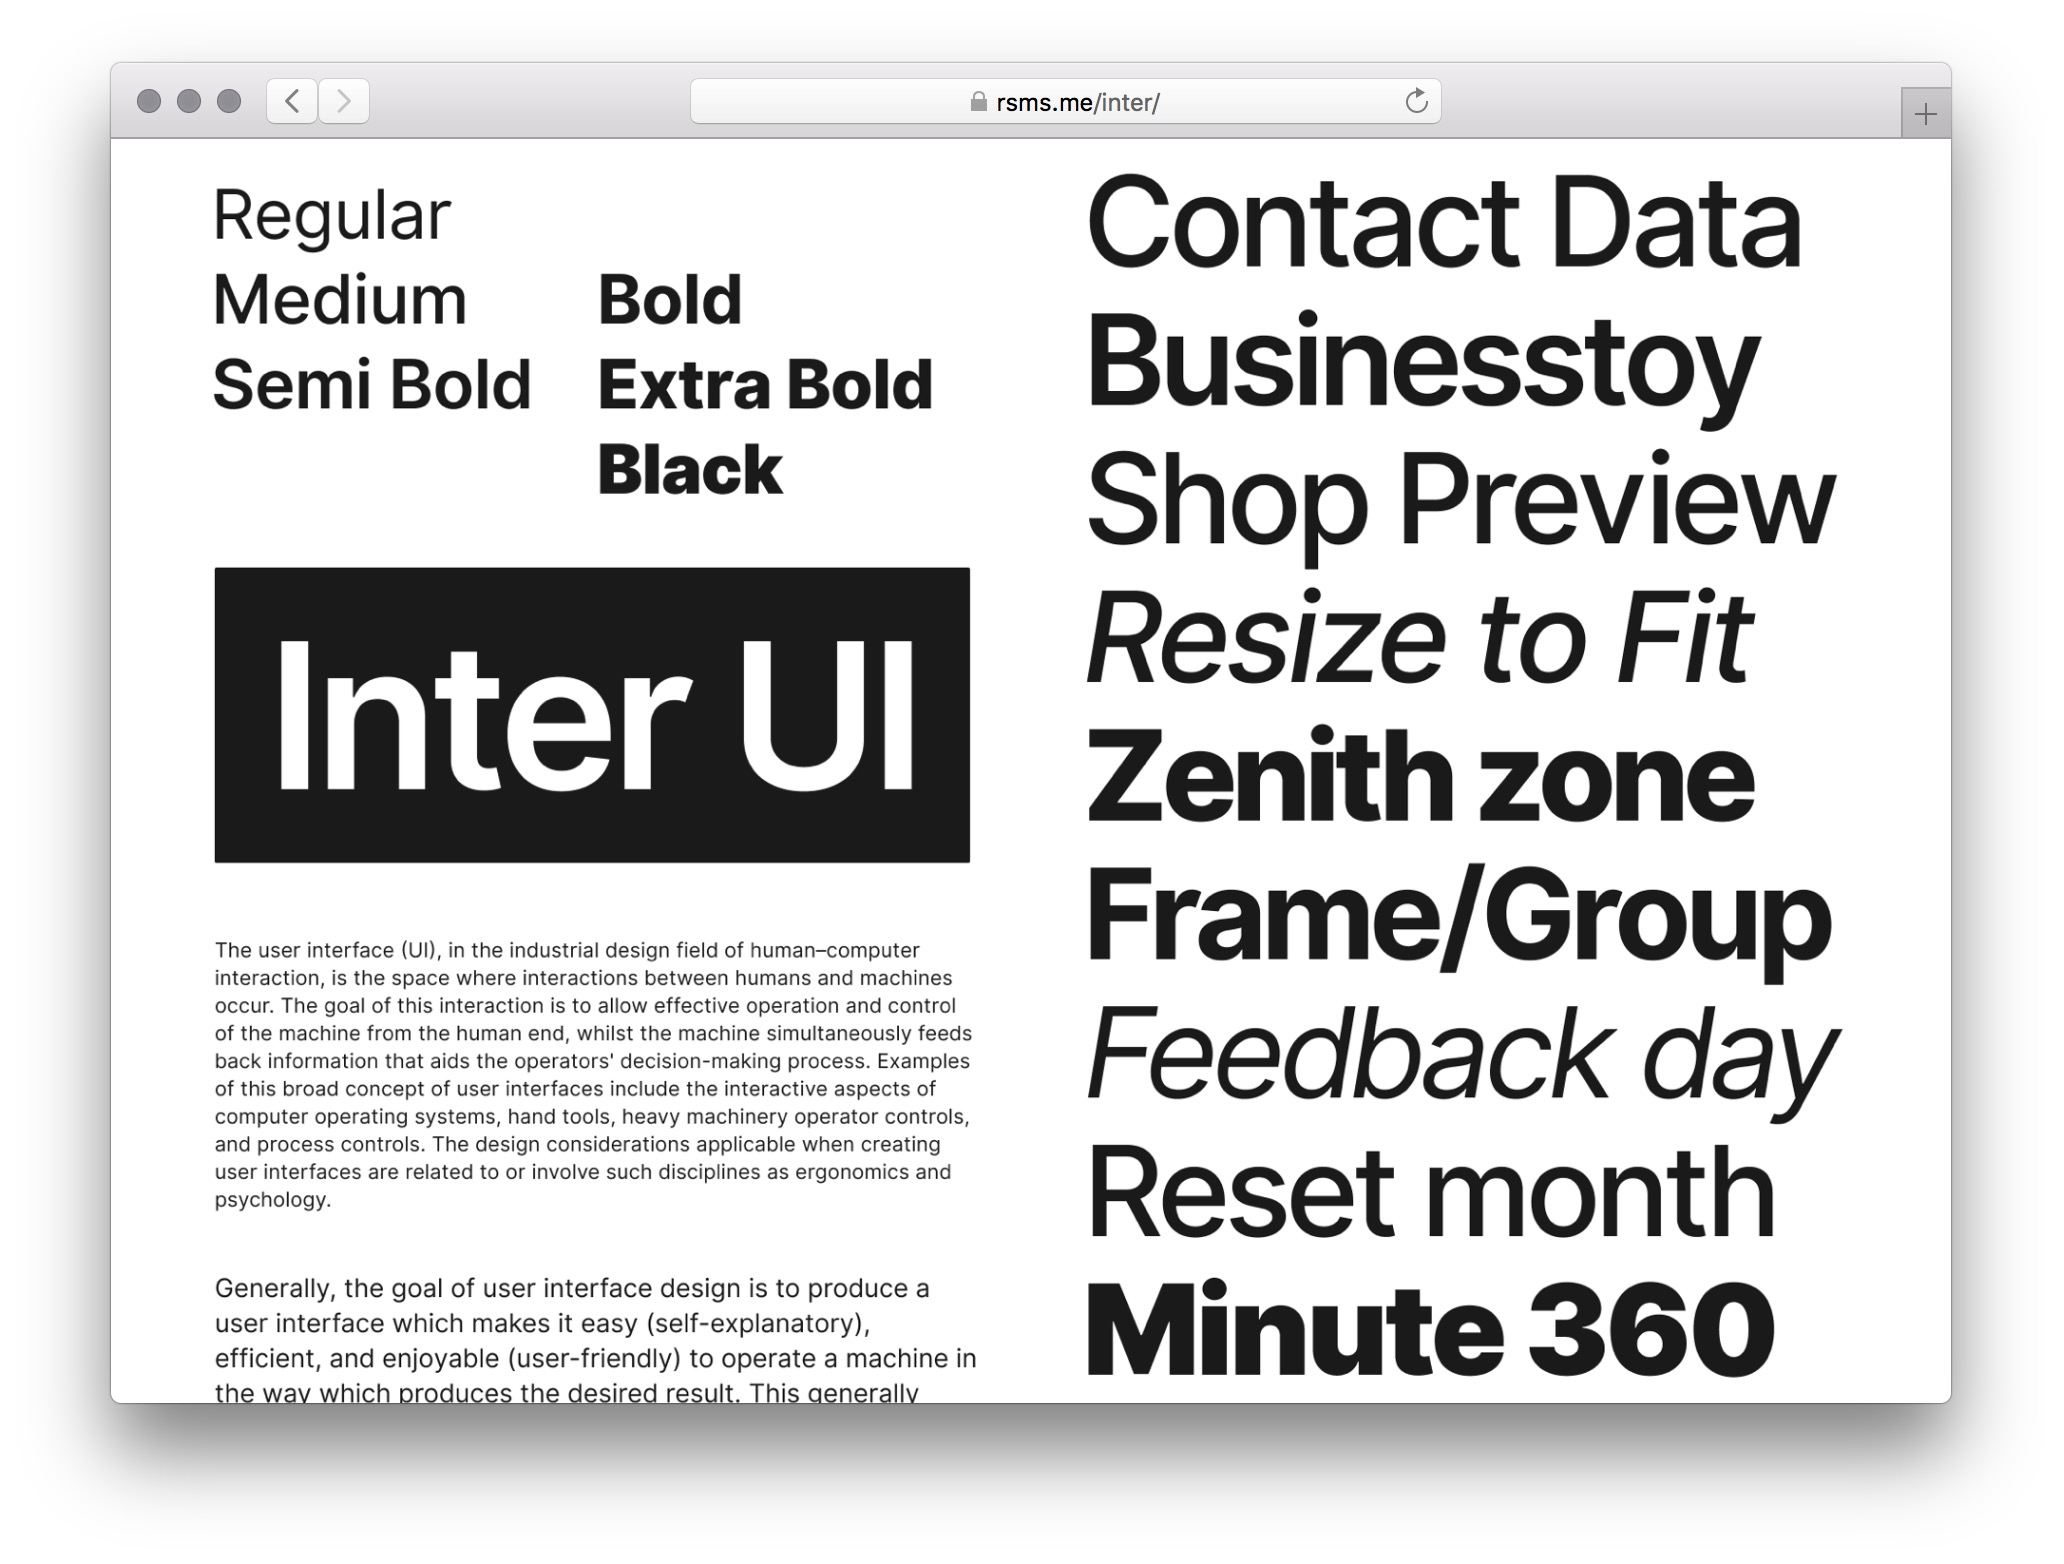 rsms.me/inter/
Regular
Medium
Semi Bold
Bold
Extra Bold
Black
Inter UI
The user interface (UI), in the industrial design field of human–computer
interaction, is the space where interactions between humans and machines
occur. The goal of this interaction is to allow effective operation and control
of the machine from the human end, whilst the machine simultaneously feeds
back information that aids the operators' decision-making process. Examples
of this broad concept of user interfaces include the interactive aspects of
computer operating systems, hand tools, heavy machinery operator controls,
and process controls. The design considerations applicable when creating
user interfaces are related to or involve such disciplines as ergonomics and
psychology.
Generally, the goal of user interface design is to produce a
user interface which makes it easy (self-explanatory),
efficient, and enjoyable (user-friendly) to operate a machine in
the way which produces the desired result. This generally
Contact Data
Businesstoy
Shop Preview
Resize to Fit
Zenith zone
Frame/Group
Feedback day
Reset month
Minute 360